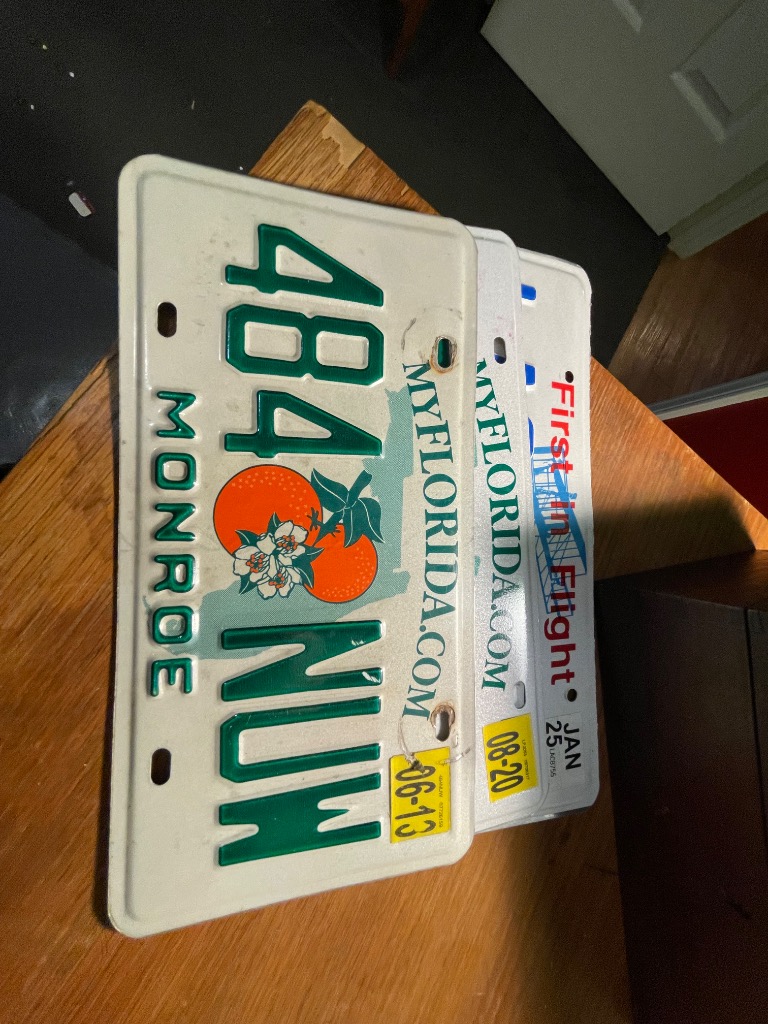 MYFLORIDA.COM
06-13
484 NUW
MONROE
MYFLORIDA.COM
08-20
First in Flight
JAN
25